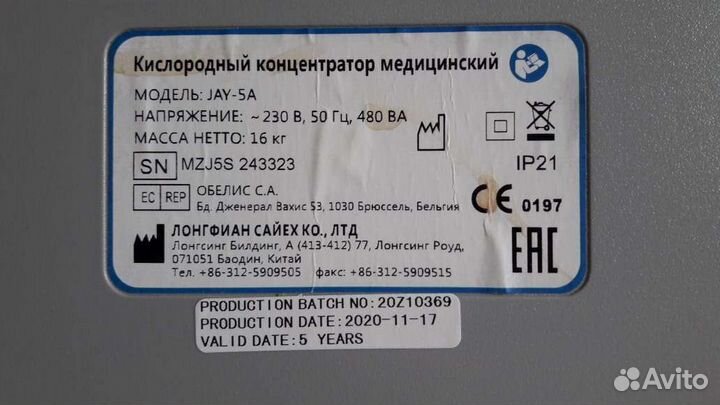 Кислородный концентратор медицинский
МОДЕЛЬ: JAY-5A
НАПРЯЖЕНИЕ: ~ 230 В, 50 Гц, 480 ВА
МАССА НЕТТО: 16 кг
SN MZJ5S 243323
IP21
EC REP ОБЕЛИС С.А.
Бд. Дженерал Вахис 53, 1030 Брюссель, Бельгия
CE 0197
ЛОНГФИАН САЙЕХ КО., ЛТД
Лонгсинг Билдинг, А (413-412) 77, Лонгсинг Роуд,
071051 Баодин, Китай
Тел. +86-312-5909505 факс: +86-312-5909515
EAC
PRODUCTION BATCH NO: 20Z10369
PRODUCTION DATE: 2020-11-17
VALID DATE: 5 YEARS
Avito